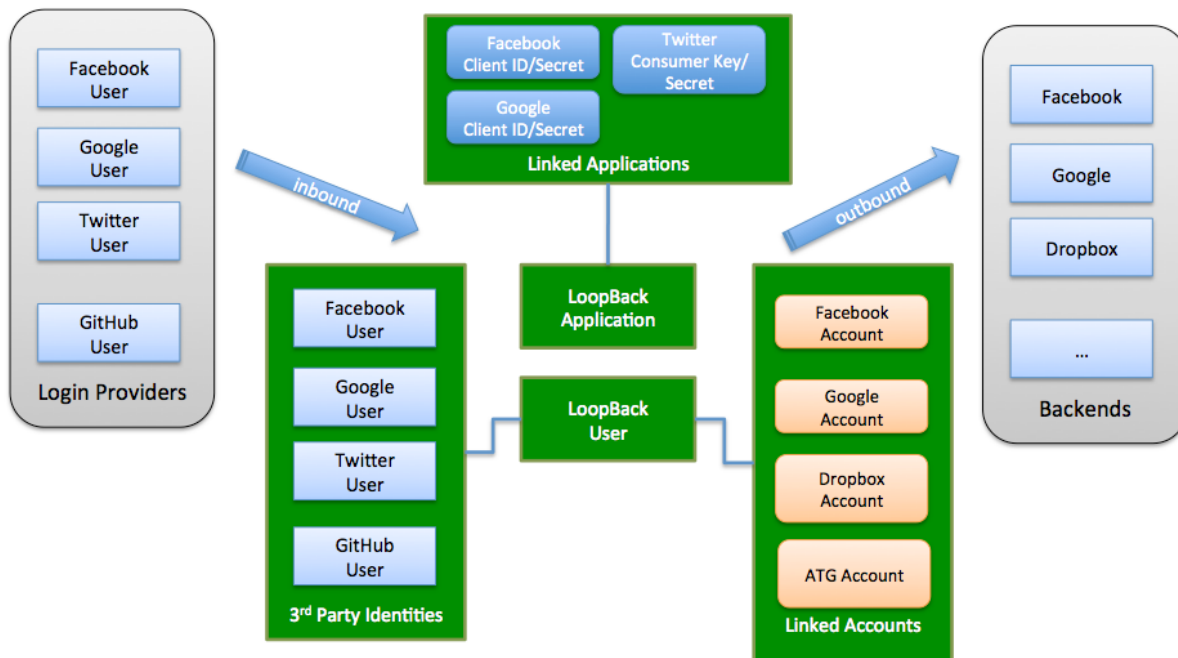 Facebook
User
Google
User
Twitter
User
GitHub
User
Login Providers
inbound
Facebook
Client ID/Secret
Twitter
Consumer Key/
Secret
Google
Client ID/Secret
Linked Applications
outbound
Facebook
Google
Dropbox
...
Backends
Facebook
User
Google
User
Twitter
User
GitHub
User
3rd Party Identities
LoopBack
Application
LoopBack
User
Facebook
Account
Google
Account
Dropbox
Account
ATG Account
Linked Accounts